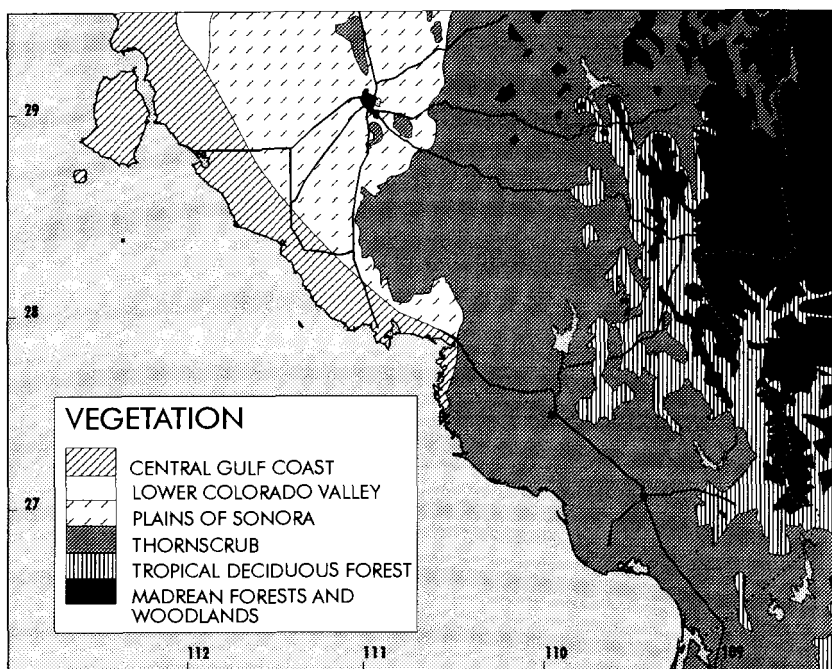 29
28
27
VEGETATION
CENTRAL GULF COAST
LOWER COLORADO VALLEY
PLAINS OF SONORA
THORNSCRUB
TROPICAL DECIDUOUS FOREST
MADREAN FORESTS AND
WOODLANDS
112
111
110
109